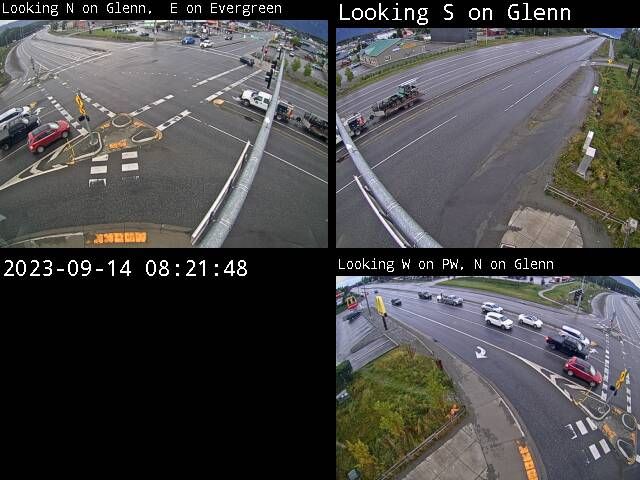 Looking N on Glenn,  E on Evergreen
Looking S on Glenn
2023-09-14 08:21:48
Looking W on PW, N on Glenn